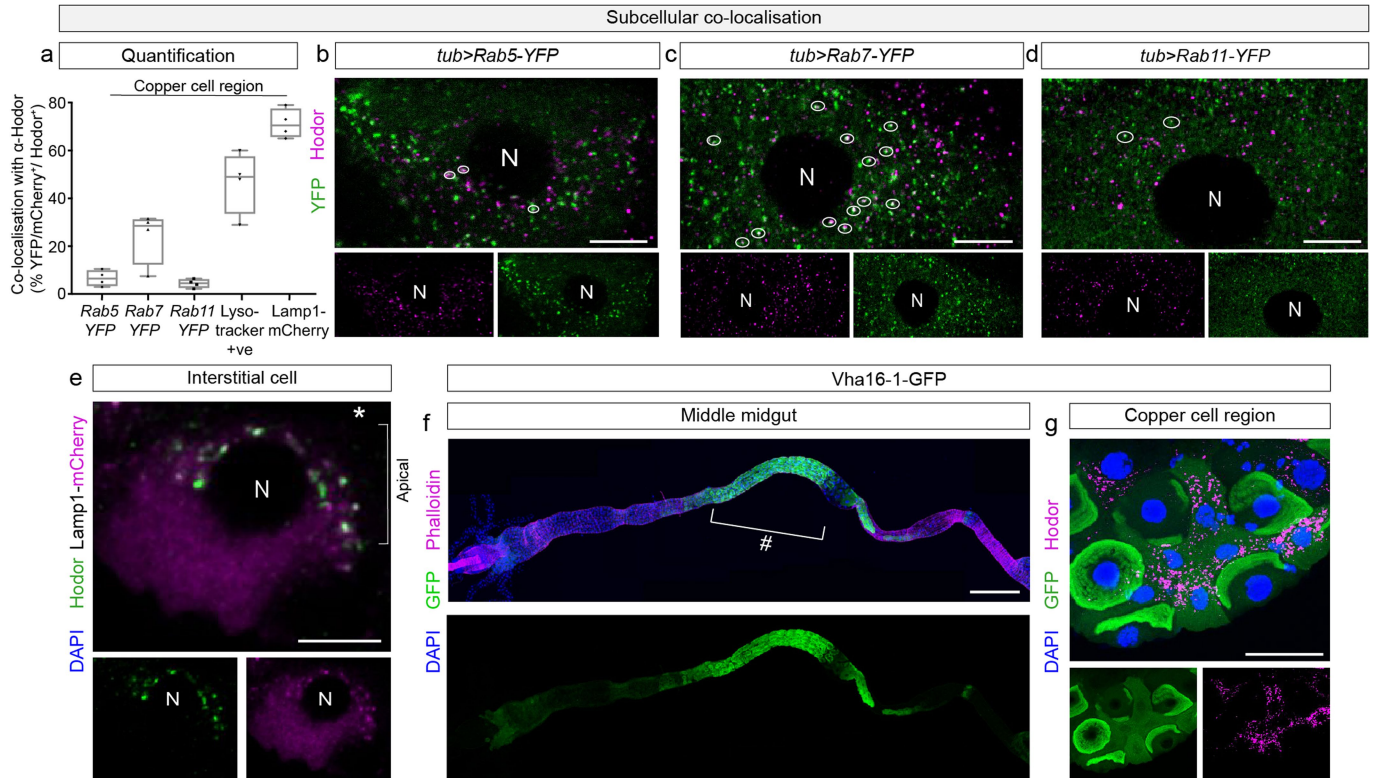 Subcellular co-localisation
a
Quantification
Copper cell region
Co-localisation with α-Hodor
(% YFP/mCherry⁺/ Hodor⁺)
80
60
40
20
0
Rab5 YFP
Rab7 YFP
Rab11 YFP
Lyso-tracker +ve
Lamp1-mCherry
b
tub>Rab5-YFP
YFP Hodor
N
N
N
c
tub>Rab7-YFP
N
N
N
d
tub>Rab11-YFP
N
N
N
e
Interstitial cell
DAPI Hodor Lamp1-mCherry
*
Apical
N
N
N
Vha16-1-GFP
f
Middle midgut
DAPI GFP Phalloidin
#
g
Copper cell region
DAPI GFP Hodor